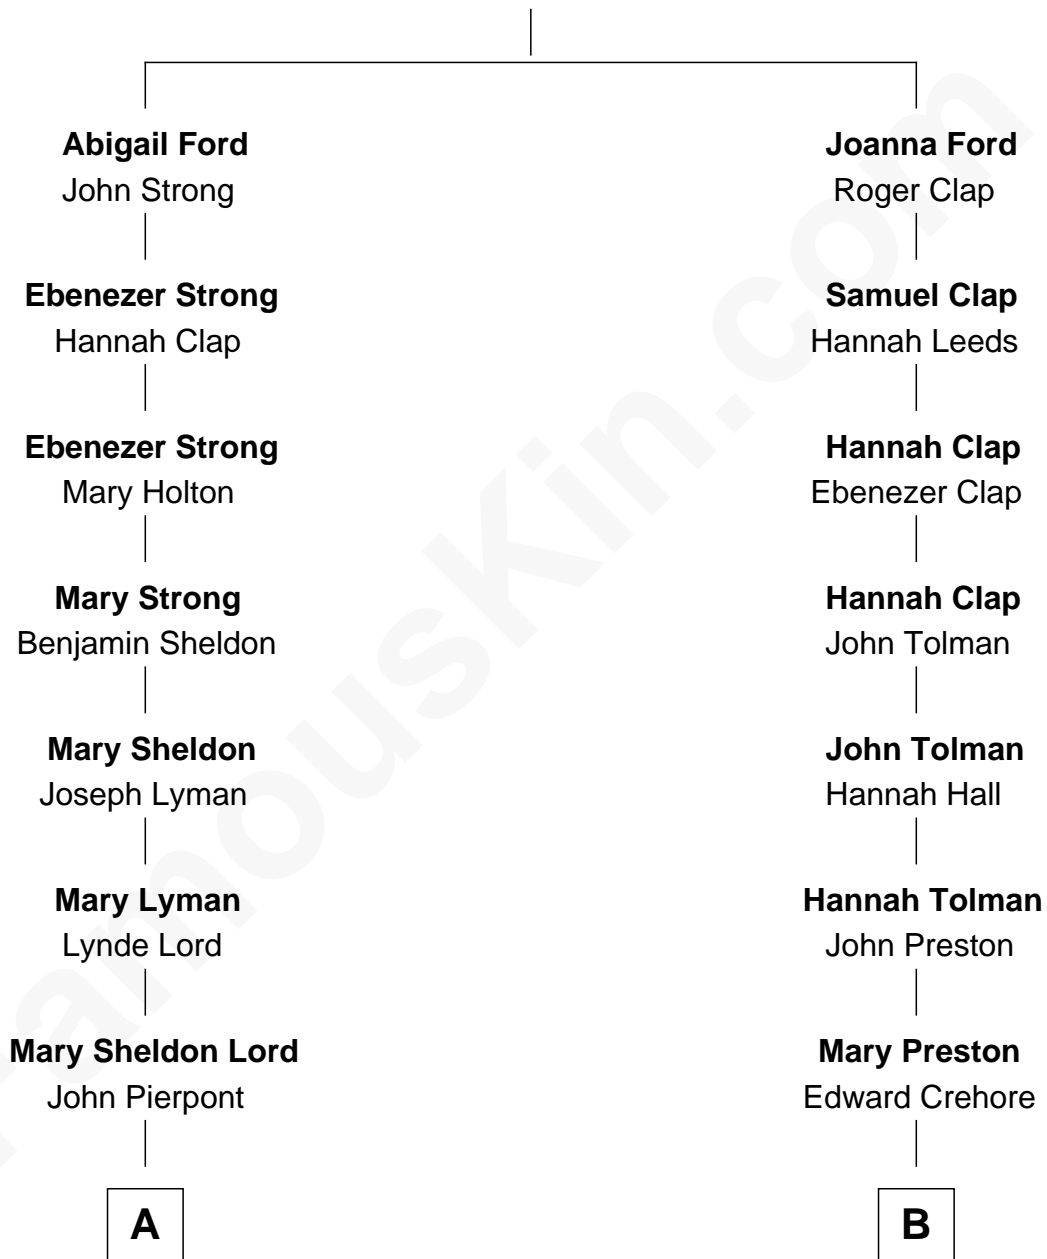 Abigail Ford
John Strong
Ebenezer Strong
Hannah Clap
Ebenezer Strong
Mary Holton
Mary Strong
Benjamin Sheldon
Mary Sheldon
Joseph Lyman
Mary Lyman
Lynde Lord
Mary Sheldon Lord
John Pierpont
A
Joanna Ford
Roger Clap
Samuel Clap
Hannah Leeds
Hannah Clap
Ebenezer Clap
Hannah Clap
John Tolman
John Tolman
Hannah Hall
Hannah Tolman
John Preston
Mary Preston
Edward Crehore
B
FamousKin.com